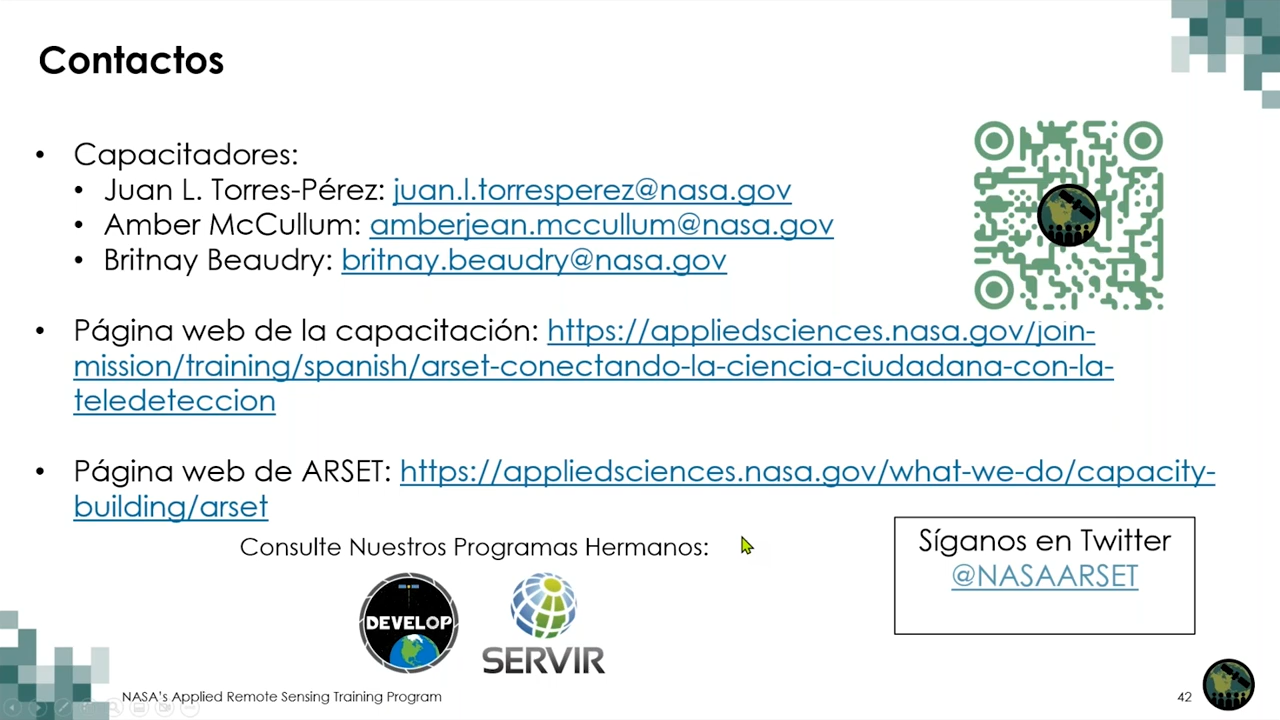 Contactos
• Capacitadores:
• Juan L. Torres-Pérez: juan.l.torresperez@nasa.gov
• Amber McCullum: amberjean.mccullum@nasa.gov
• Britnay Beaudry: britnay.beaudry@nasa.gov
• Página web de la capacitación: https://appliedsciences.nasa.gov/join-
mission/training/spanish/arset-conectando-la-ciencia-ciudadana-con-la-
teledeteccion
• Página web de ARSET: https://appliedsciences.nasa.gov/what-we-do/capacity-
building/arset
Consulte Nuestros Programas Hermanos:
DEVELOP
SERVIR
Síganos en Twitter
@NASAARSET
NASA's Applied Remote Sensing Training Program
42